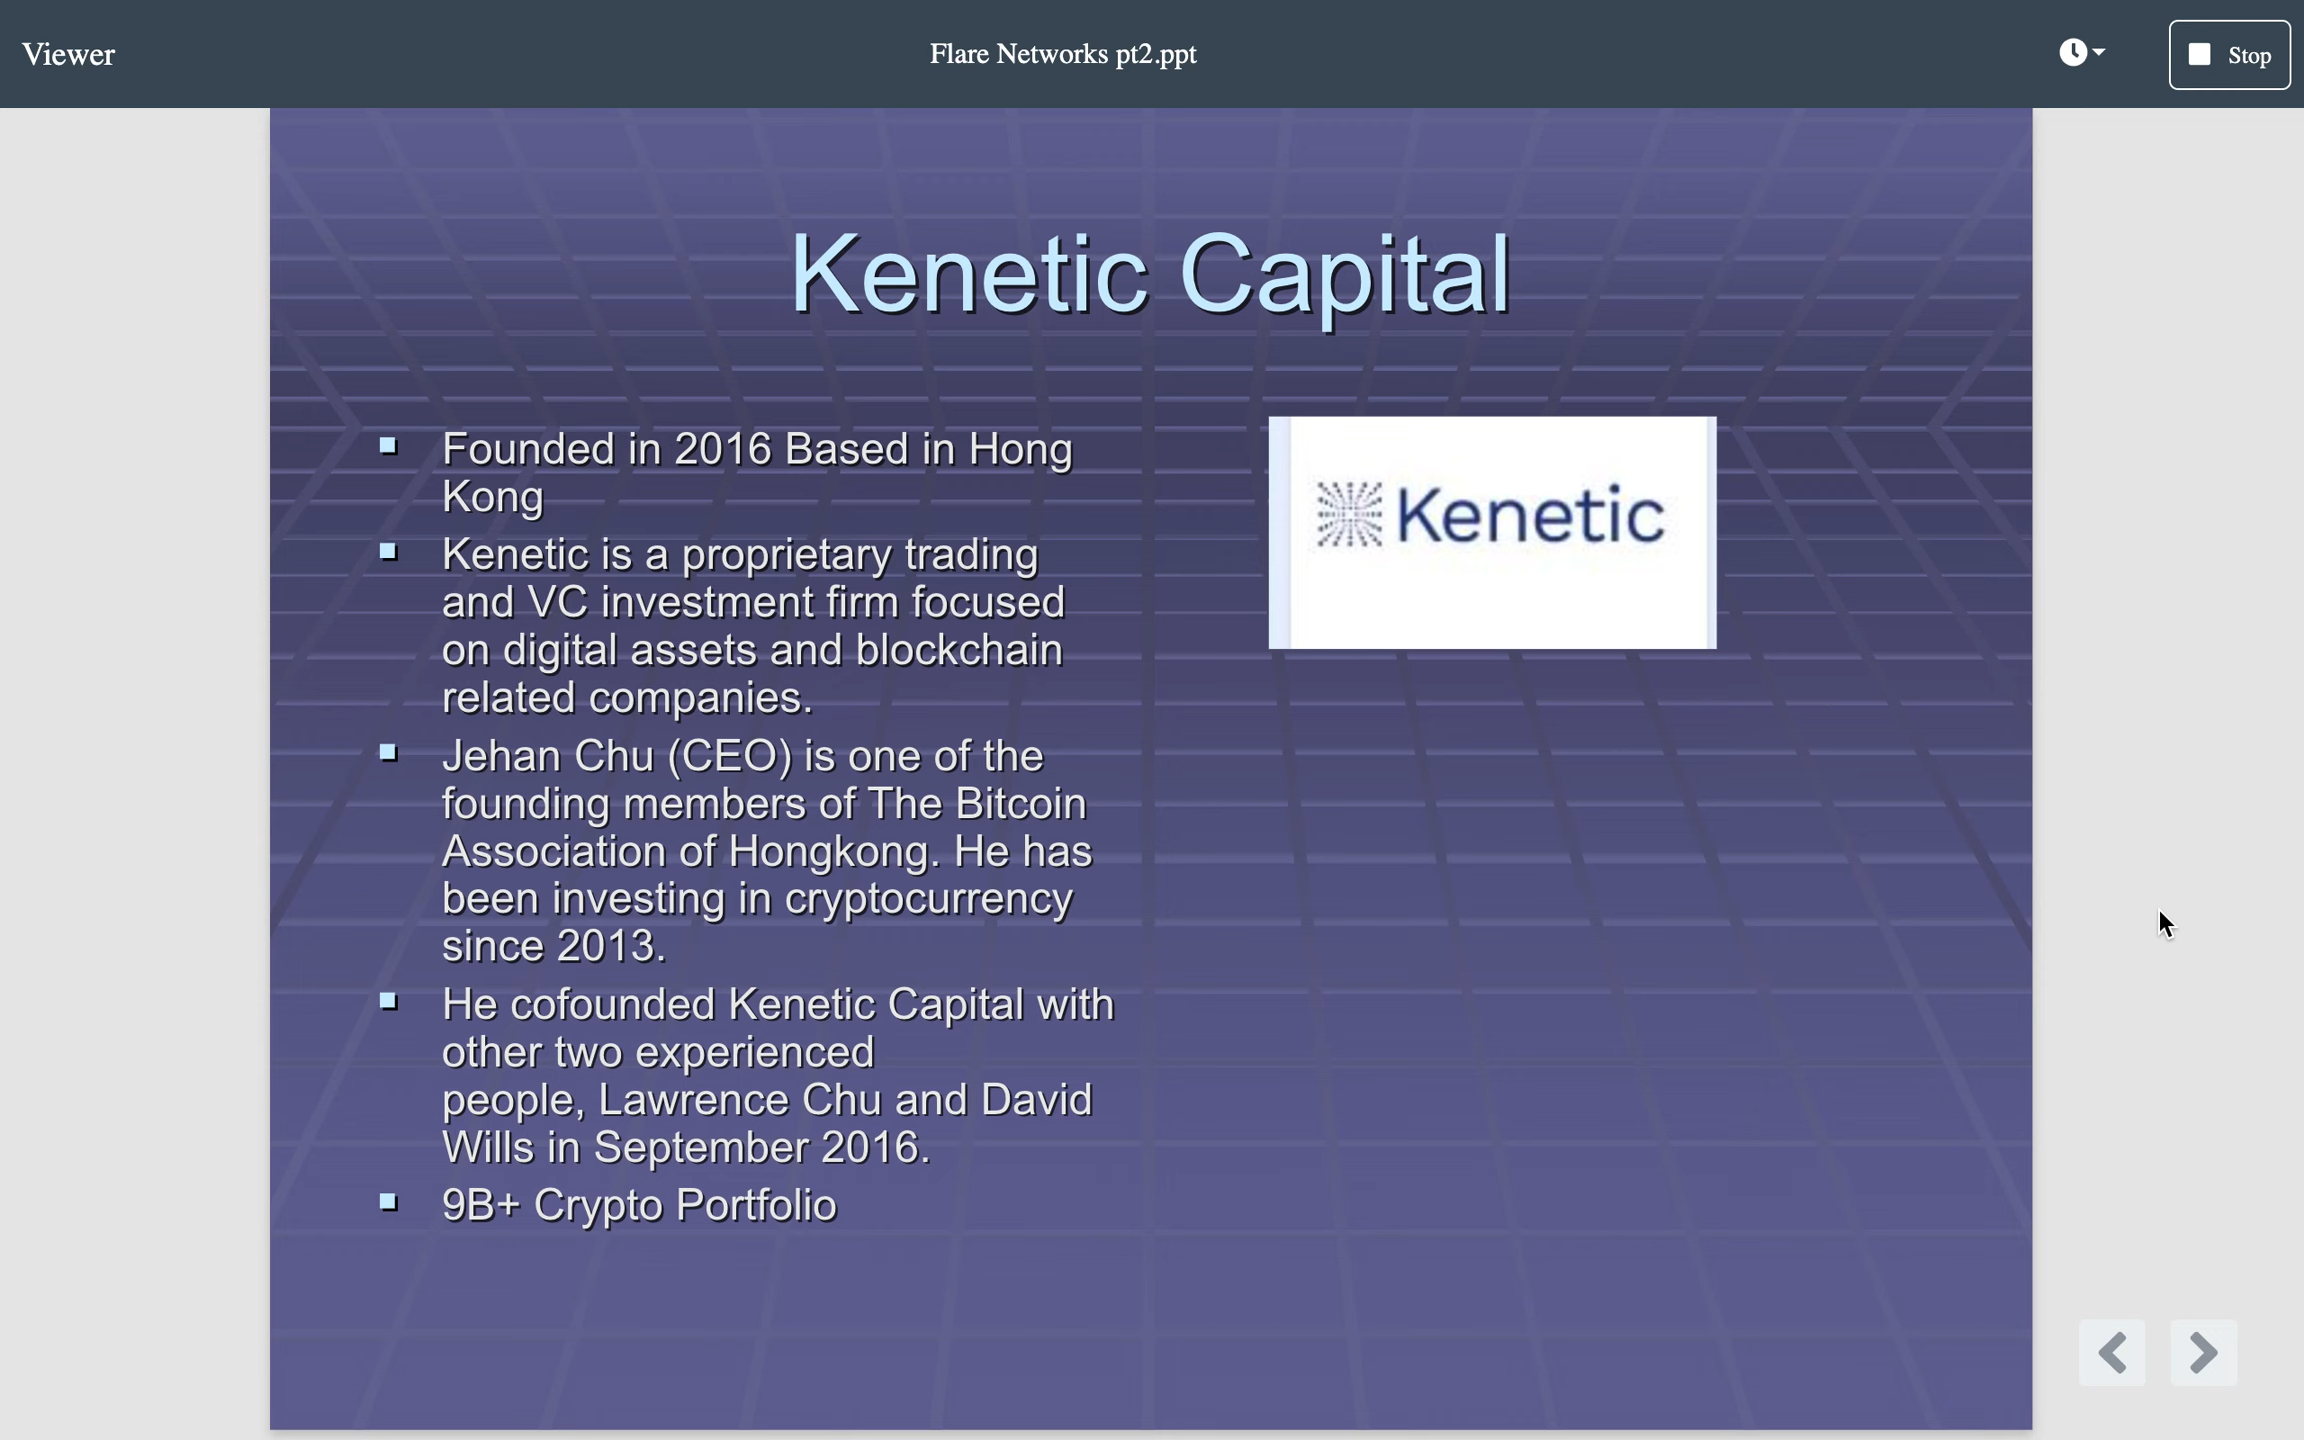 Viewer
Flare Networks pt2.ppt
Stop
Kenetic Capital
Founded in 2016 Based in Hong
Kong
Kenetic is a proprietary trading
and VC investment firm focused
on digital assets and blockchain
related companies.
Jehan Chu (CEO) is one of the
founding members of The Bitcoin
Association of Hongkong. He has
been investing in cryptocurrency
since 2013.
He cofounded Kenetic Capital with
other two experienced
people, Lawrence Chu and David
Wills in September 2016.
9B+ Crypto Portfolio
Kenetic